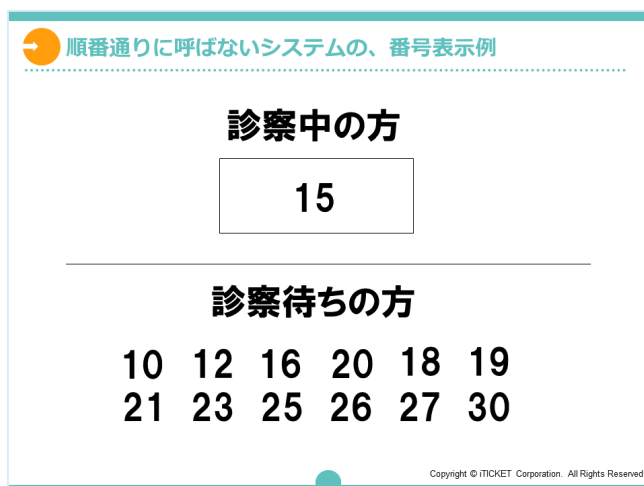 順番通りに呼ばないシステムの、番号表示例
診察中の方
15
診察待ちの方
10 12 16 20 18 19
21 23 25 26 27 30
Copyright © iTICKET Corporation. All Rights Reserved